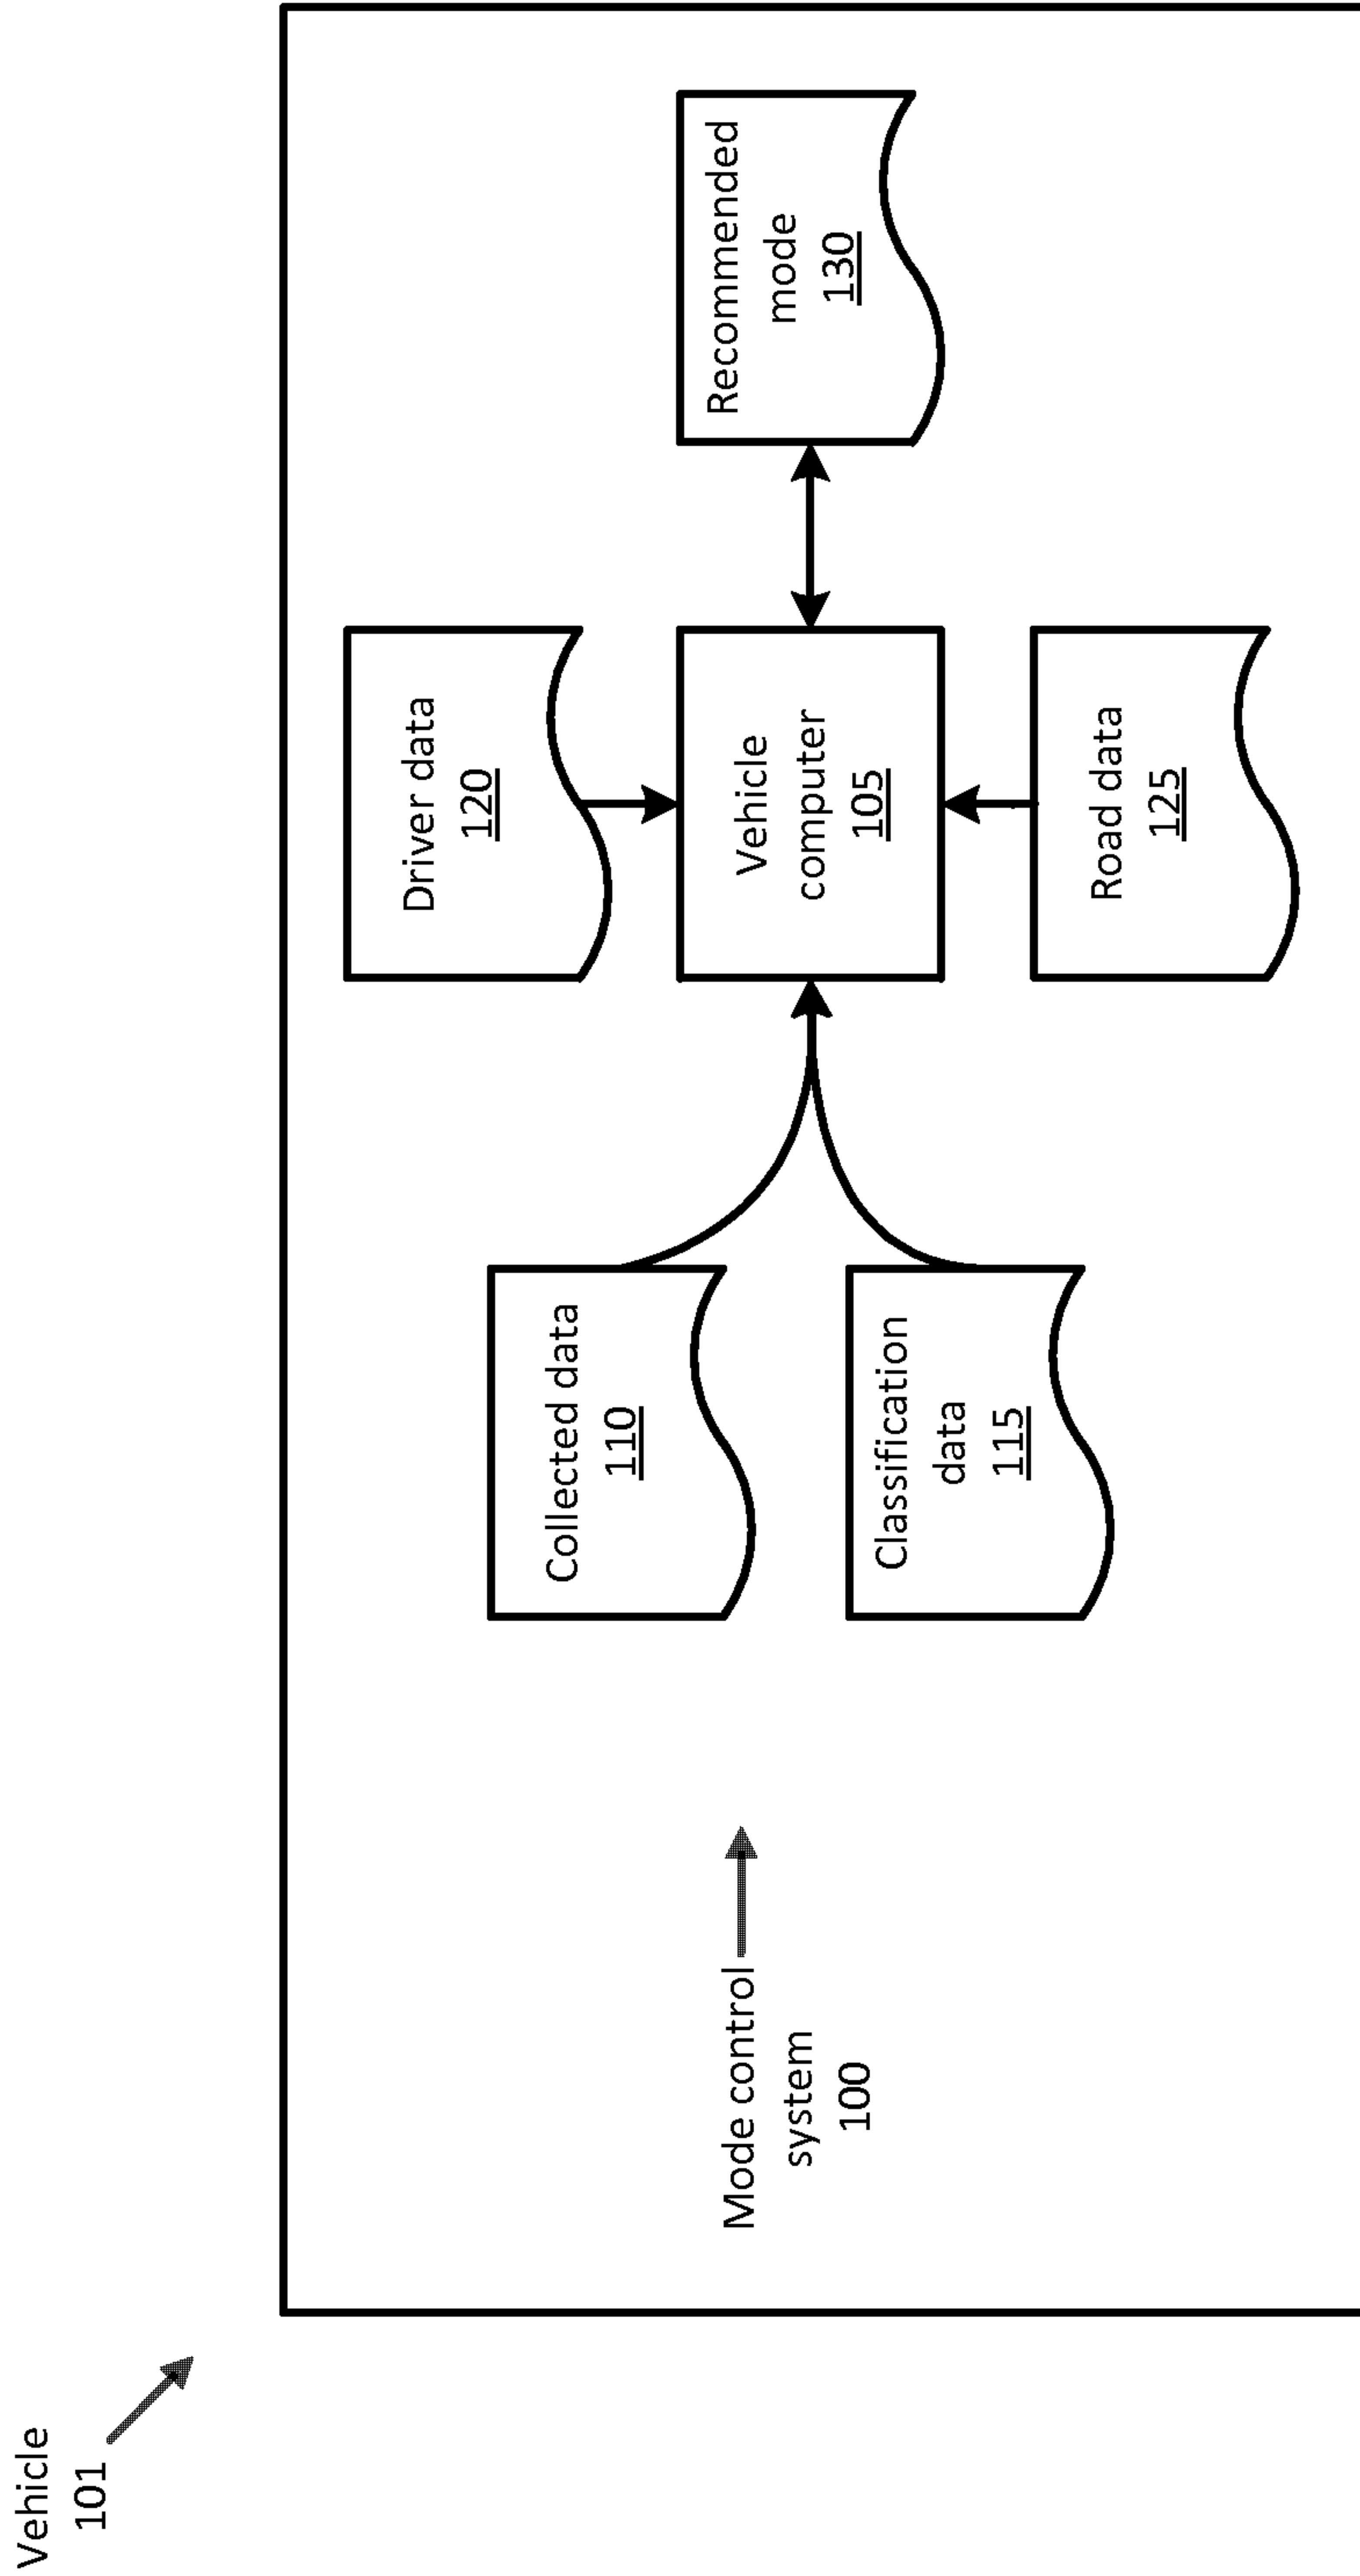 Vehicle
101
Mode control
system
100
Collected data
110
Classification
data
115
Driver data
120
Vehicle
computer
105
Road data
125
Recommended
mode
130